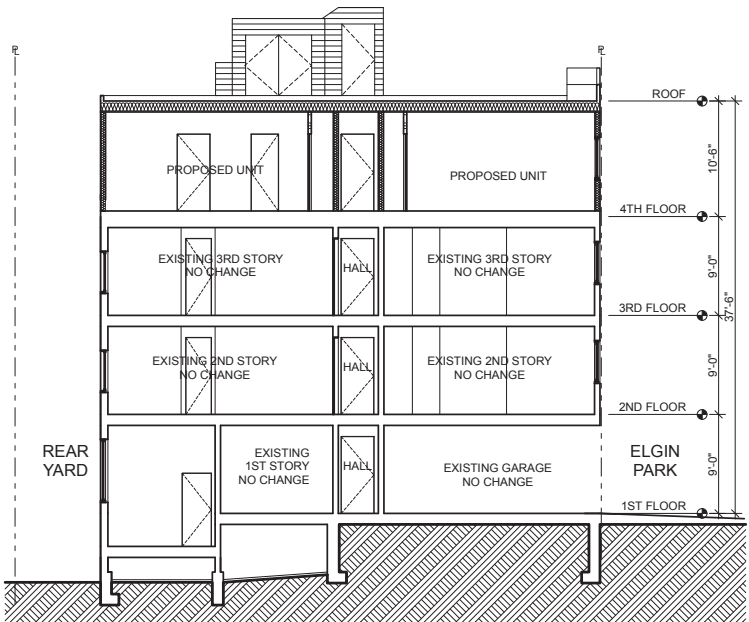 PL
PL
ROOF
10'-6"
PROPOSED UNIT
PROPOSED UNIT
4TH FLOOR
EXISTING 3RD STORY
NO CHANGE
HALL
EXISTING 3RD STORY
NO CHANGE
9'-0"
3RD FLOOR
37'-6"
EXISTING 2ND STORY
NO CHANGE
HALL
EXISTING 2ND STORY
NO CHANGE
9'-0"
2ND FLOOR
REAR
YARD
EXISTING
1ST STORY
NO CHANGE
HALL
EXISTING GARAGE
NO CHANGE
ELGIN
PARK
9'-0"
1ST FLOOR